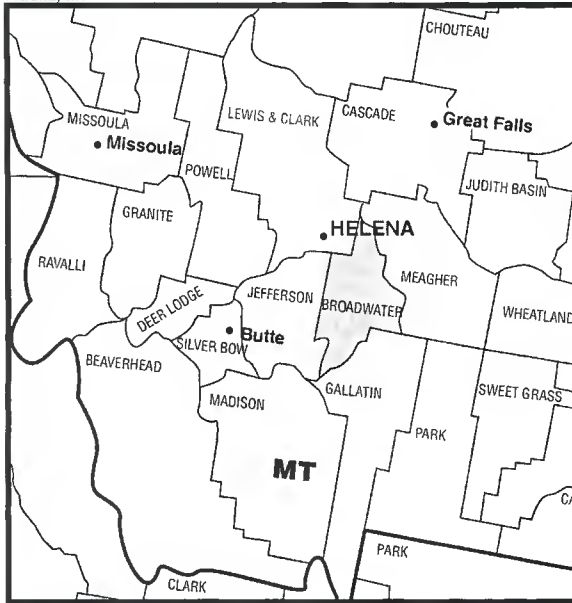 CHOUTEAU
MISSOULA
Missoula
LEWIS & CLARK
CASCADE
Great Falls
POWELL
JUDITH BASIN
GRANITE
HELENA
RAVALLI
MEAGHER
JEFFERSON
BROADWATER
DEER LODGE
WHEATLAND
Butte
SILVER BOW
BEAVERHEAD
MADISON
GALLATIN
SWEET GRASS
PARK
MT
CA
PARK
CLARK